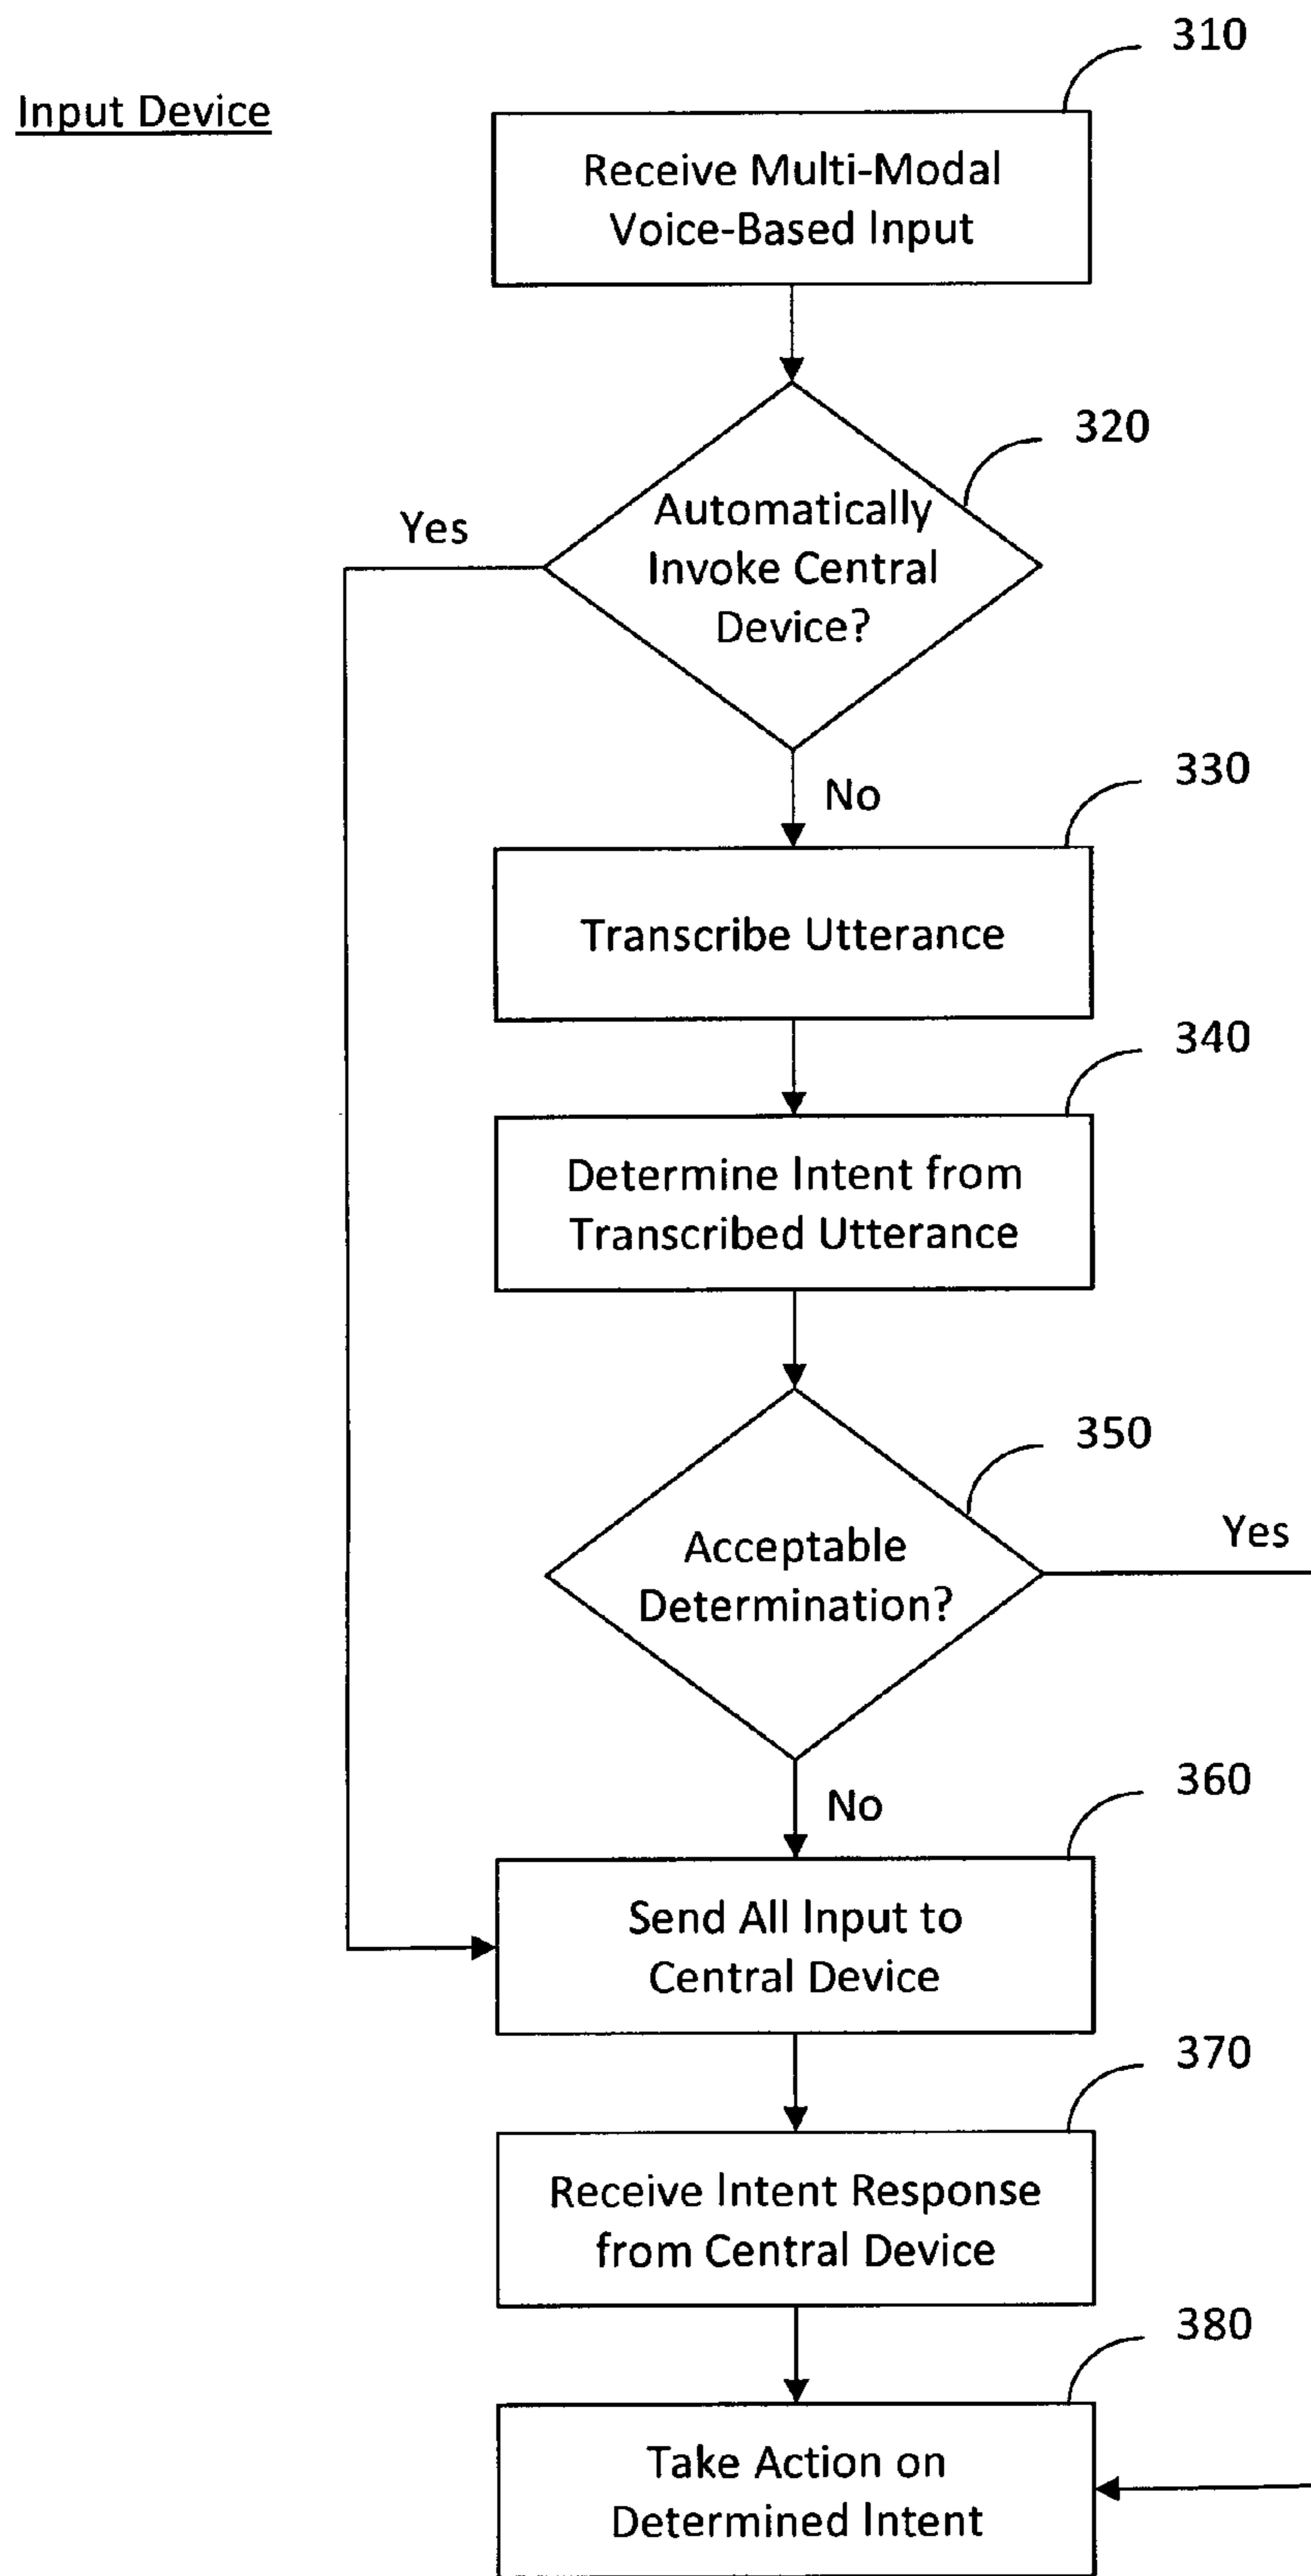 310
Input Device
Receive Multi-Modal
Voice-Based Input
320
Automatically
Invoke Central
Device?
Yes
No
330
Transcribe Utterance
340
Determine Intent from
Transcribed Utterance
350
Acceptable
Determination?
Yes
No
360
Send All Input to
Central Device
370
Receive Intent Response
from Central Device
380
Take Action on
Determined Intent